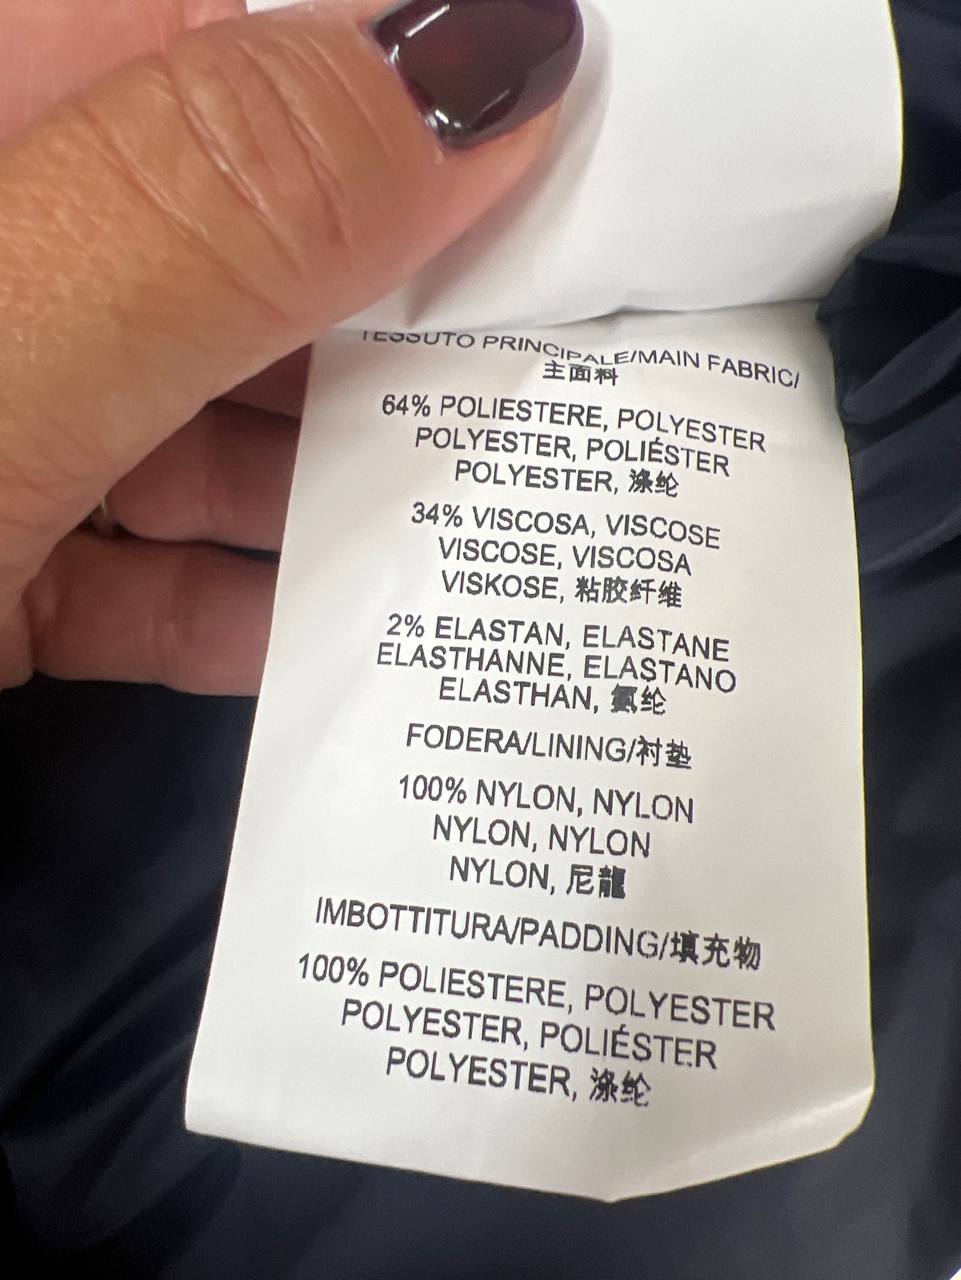 TESSUTO PRINCIPALE/MAIN FABRIC/
主面料
64% POLIESTERE, POLYESTER
POLYESTER, POLIÉSTER
POLYESTER, 涤纶
34% VISCOSA, VISCOSE
VISCOSE, VISCOSA
VISKOSE, 粘胶纤维
2% ELASTAN, ELASTANE
ELASTHANNE, ELASTANO
ELASTHAN, 氨纶
FODERA/LINING/衬垫
100% NYLON, NYLON
NYLON, NYLON
NYLON, 尼龍
IMBOTTITURA/PADDING/填充物
100% POLIESTERE, POLYESTER
POLYESTER, POLIÉSTER
POLYESTER, 涤纶